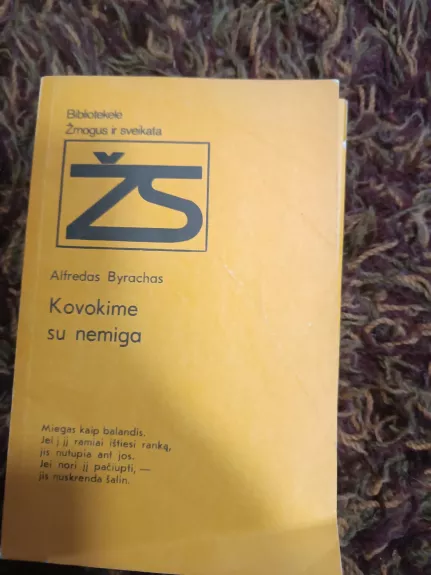 Bibliotekelė
Žmogus ir sveikata
ŽS
Alfredas Byrachas
Kovokime
su nemiga
Miegas kaip balandis.
Jei į jį ramiai ištiesi ranką,
jis nutupia ant jos.
Jei nori jį pačiupti, —
jis nuskrenda šalin.